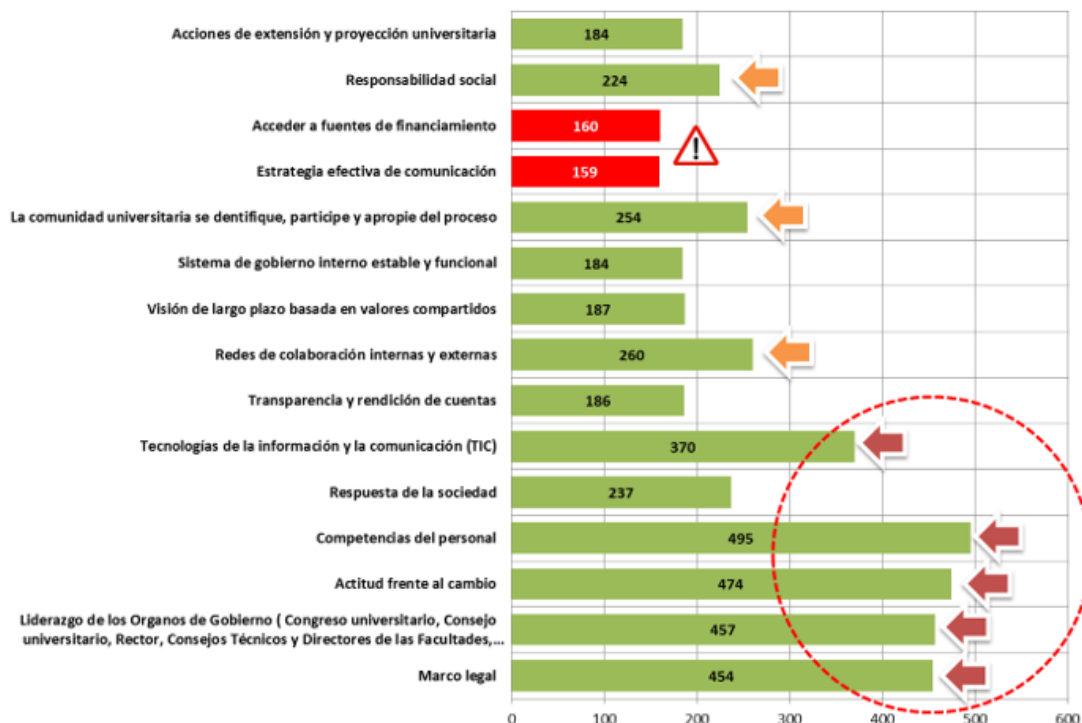 Acciones de extensión y proyección universitaria
184
Responsabilidad social
224
Acceder a fuentes de financiamiento
160
Estrategia efectiva de comunicación
159
La comunidad universitaria se dentifique, participe y apropie del proceso
254
Sistema de gobierno interno estable y funcional
184
Visión de largo plazo basada en valores compartidos
187
Redes de colaboración internas y externas
260
Transparencia y rendición de cuentas
186
Tecnologías de la información y la comunicación (TIC)
370
Respuesta de la sociedad
237
Competencias del personal
495
Actitud frente al cambio
474
Liderazgo de los Organos de Gobierno ( Congreso universitario, Consejo
universitario, Rector, Consejos Técnicos y Directores de las Facultades,...
457
Marco legal
454
0 100 200 300 400 500 600